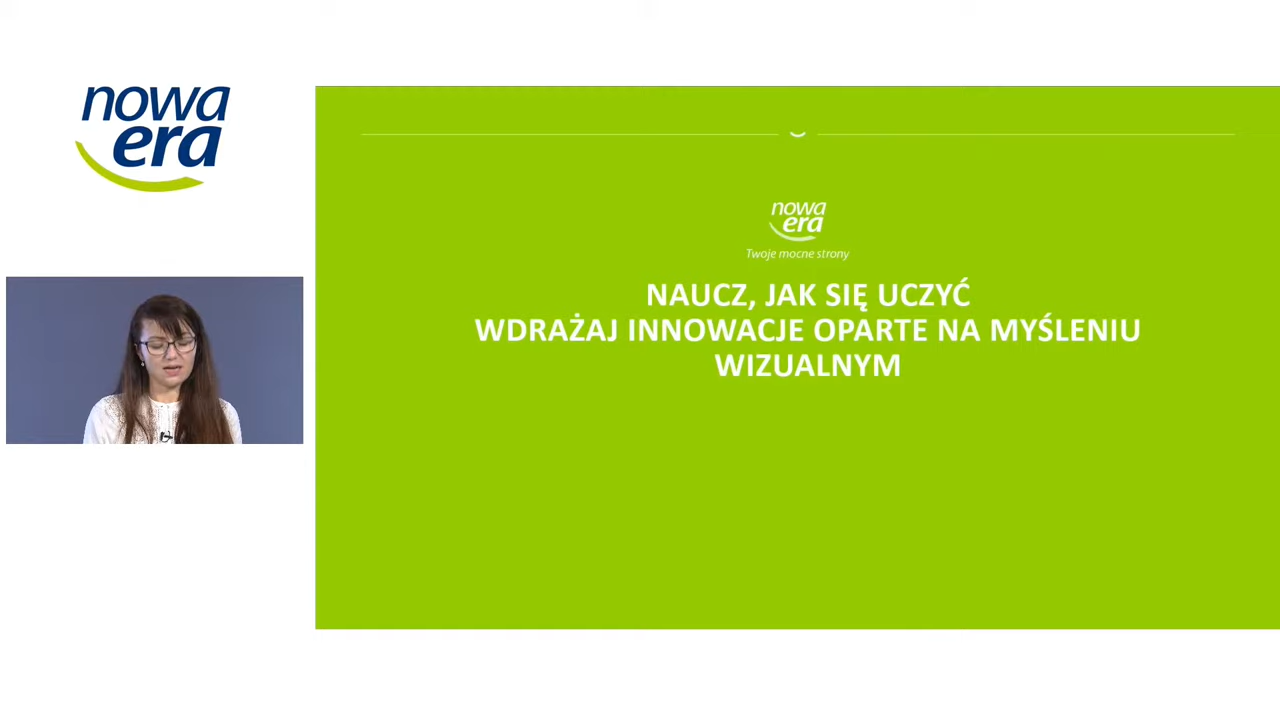 nowa
era
nowa
era
Twoje mocne strony
NAUCZ, JAK SIĘ UCZYĆ
WDRAŻAJ INNOWACJE OPARTE NA MYŚLENIU
WIZUALNYM